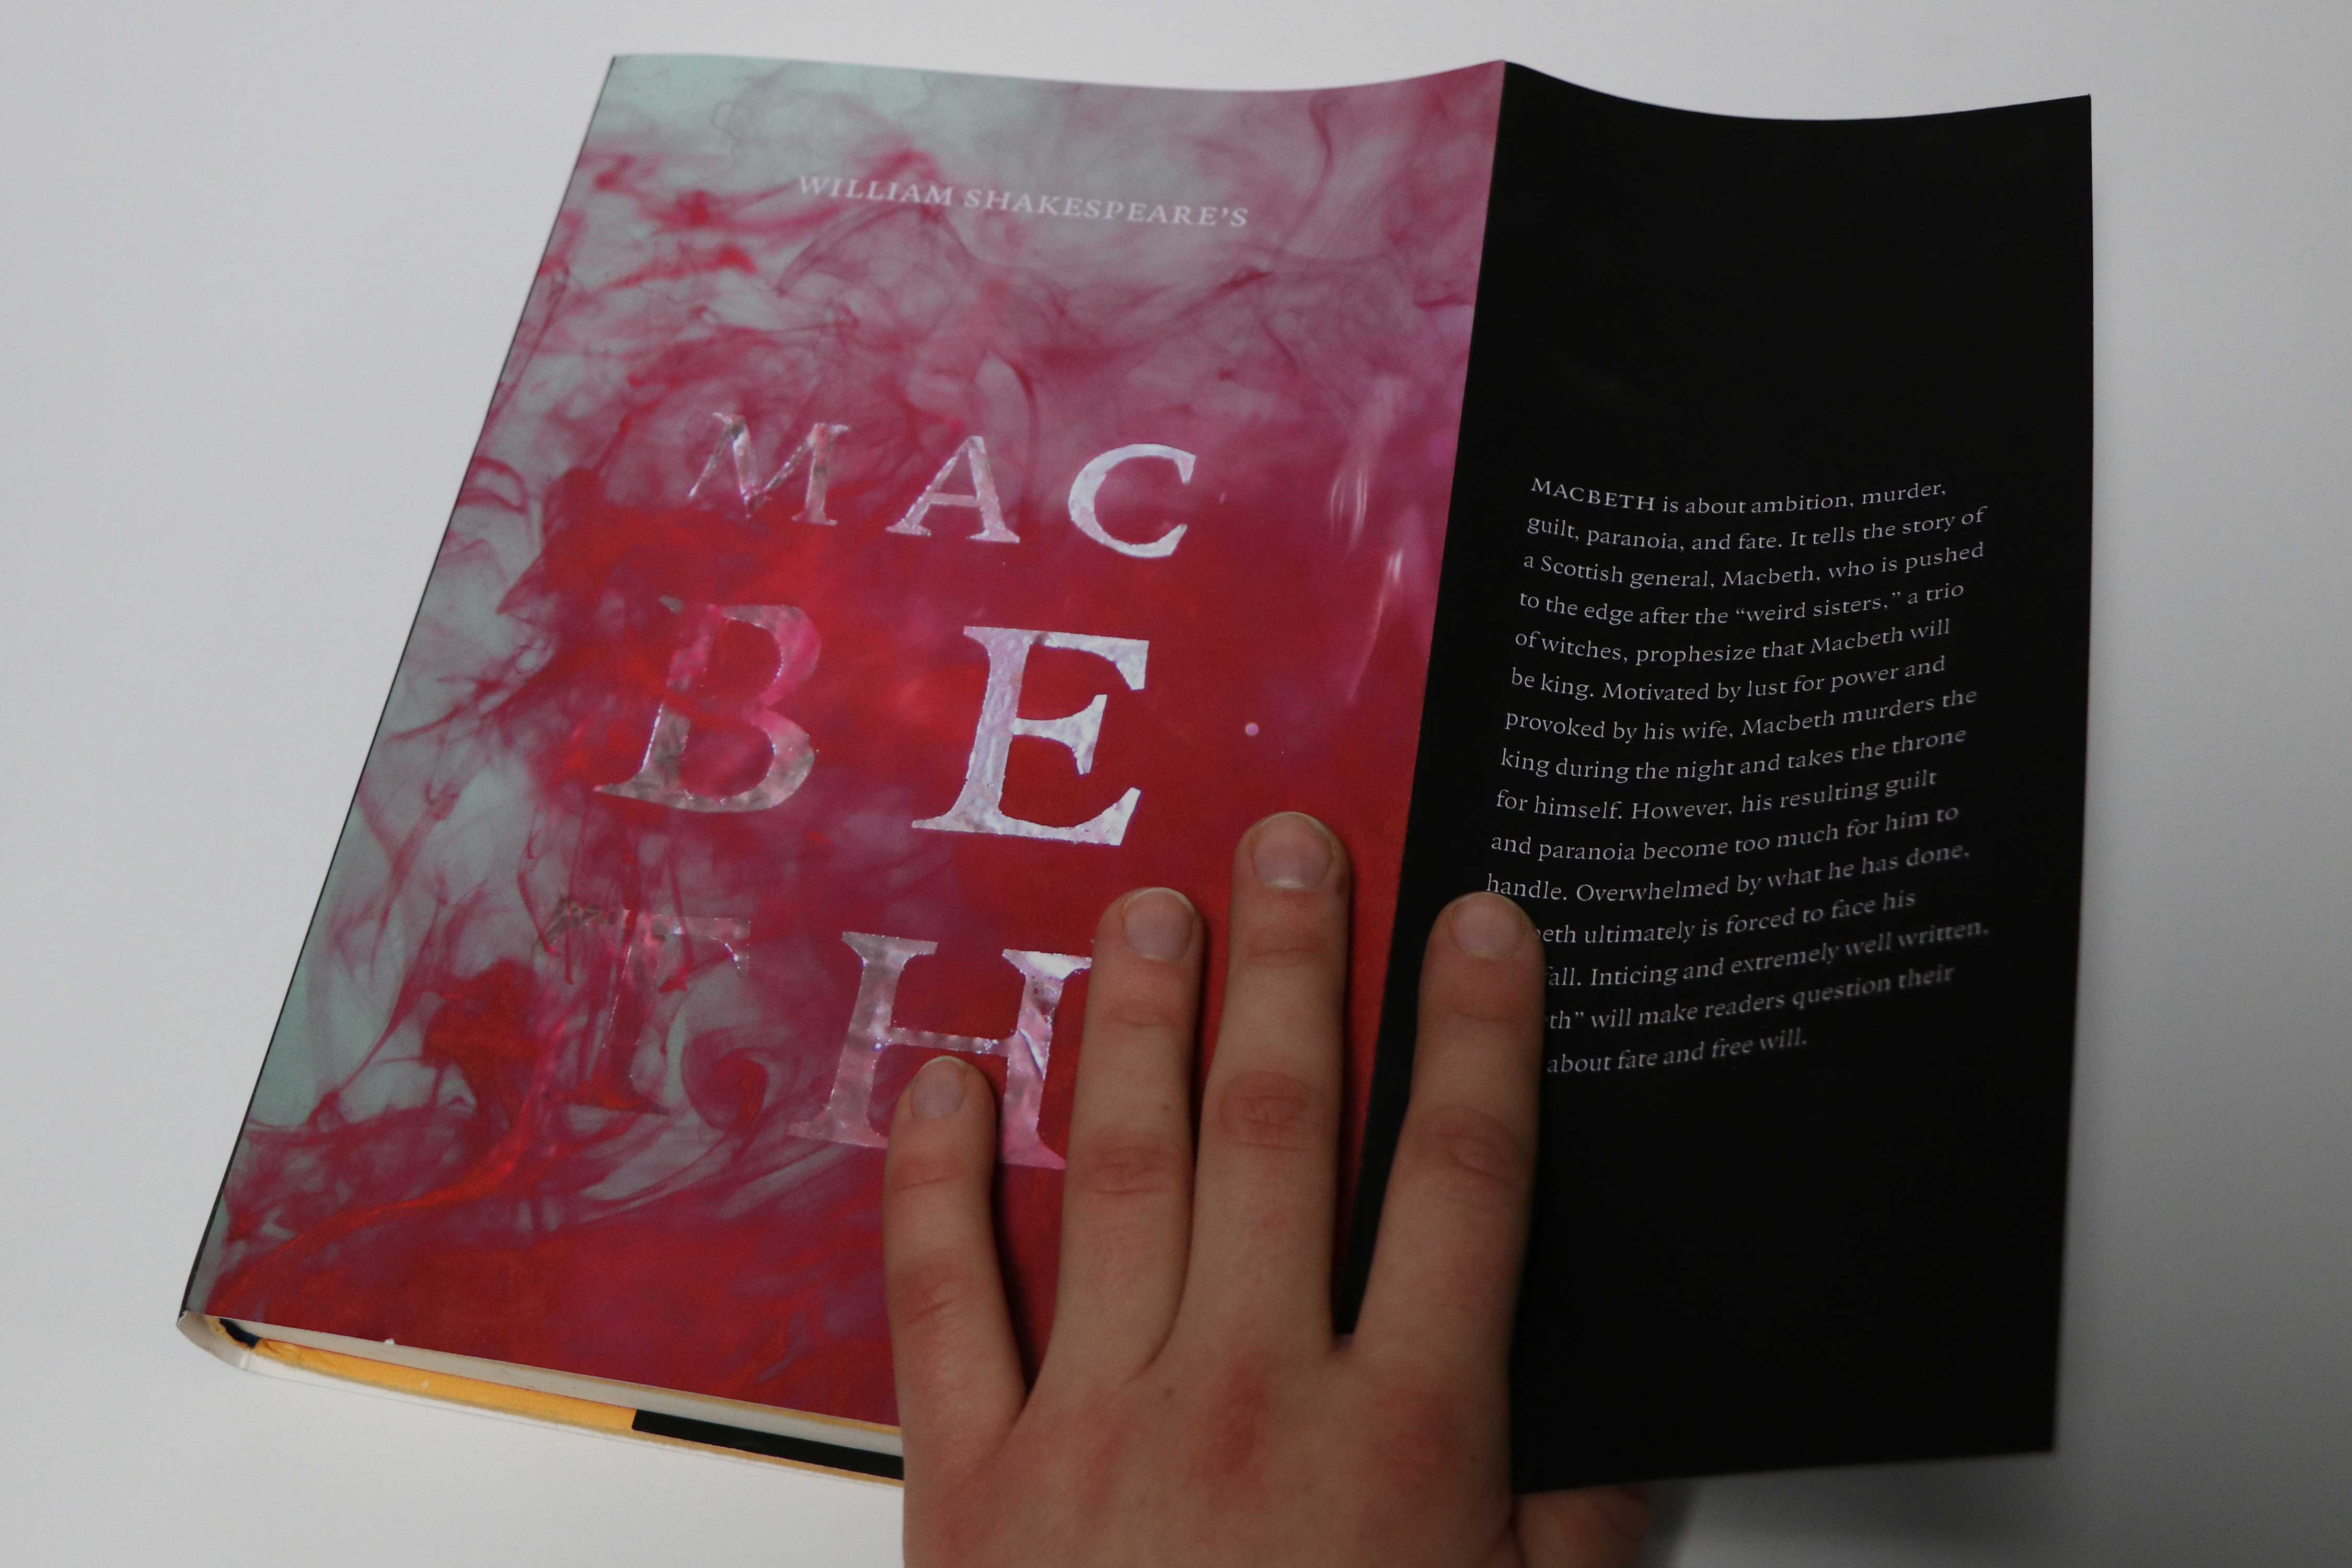 WILLIAM SHAKESPEARE'S
MAC
BE
TH
MACBETH is about ambition, murder,
guilt, paranoia, and fate. It tells the story of
a Scottish general, Macbeth, who is pushed
to the edge after the “weird sisters,” a trio
of witches, prophesize that Macbeth will
be king. Motivated by lust for power and
provoked by his wife, Macbeth murders the
king during the night and takes the throne
for himself. However, his resulting guilt
and paranoia become too much for him to
handle. Overwhelmed by what he has done,
ultimately is forced to face his
Inticing and extremely well written,
will make readers question their
about fate and free will.